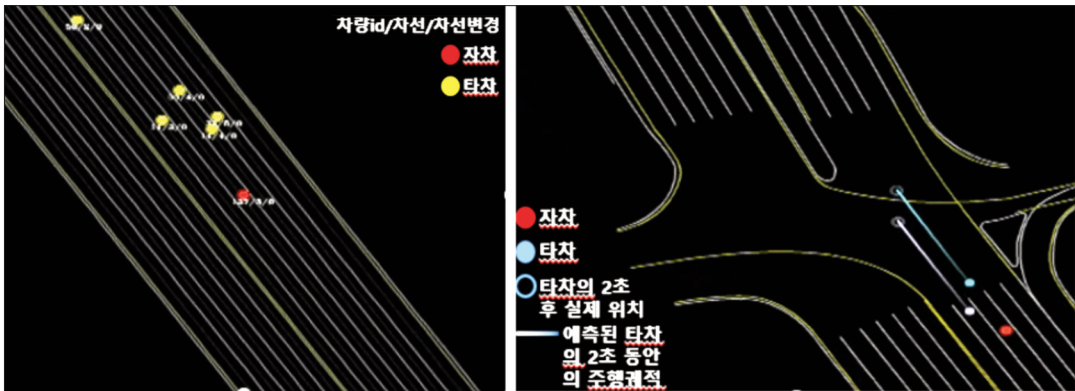 차량id/차선/차선변경
자차
타차
자차
타차
타차의 2초
후 실제 위치
예측된 타차
의 2초 동안
의 주행궤적